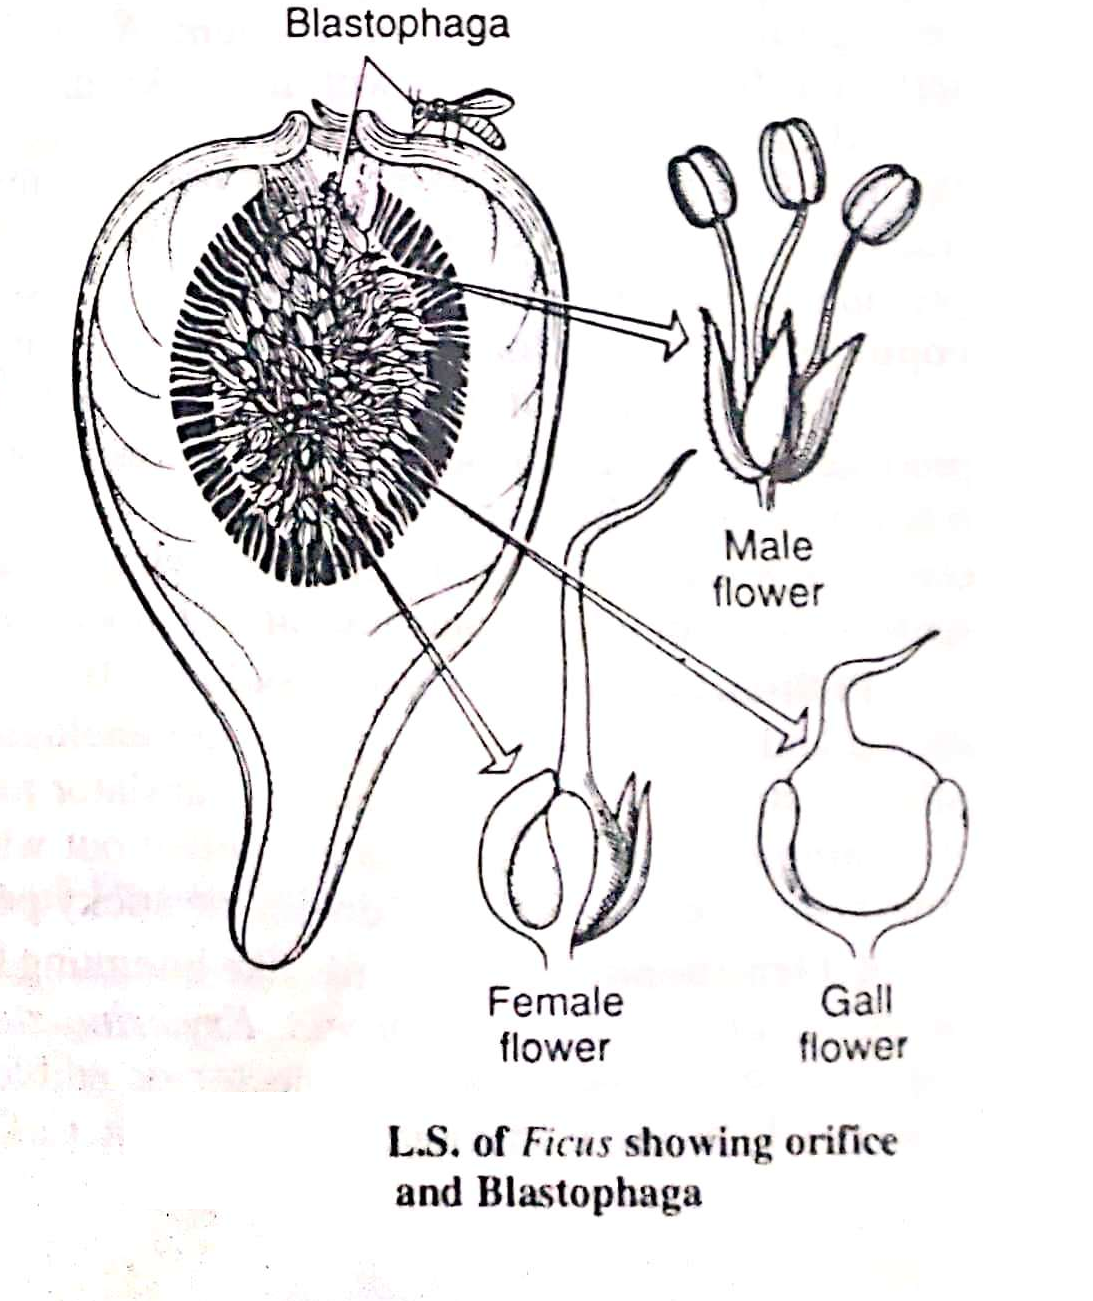 Blastophaga
Male
flower
Female
flower
Gall
flower
L.S. of Ficus showing orifice
and Blastophaga